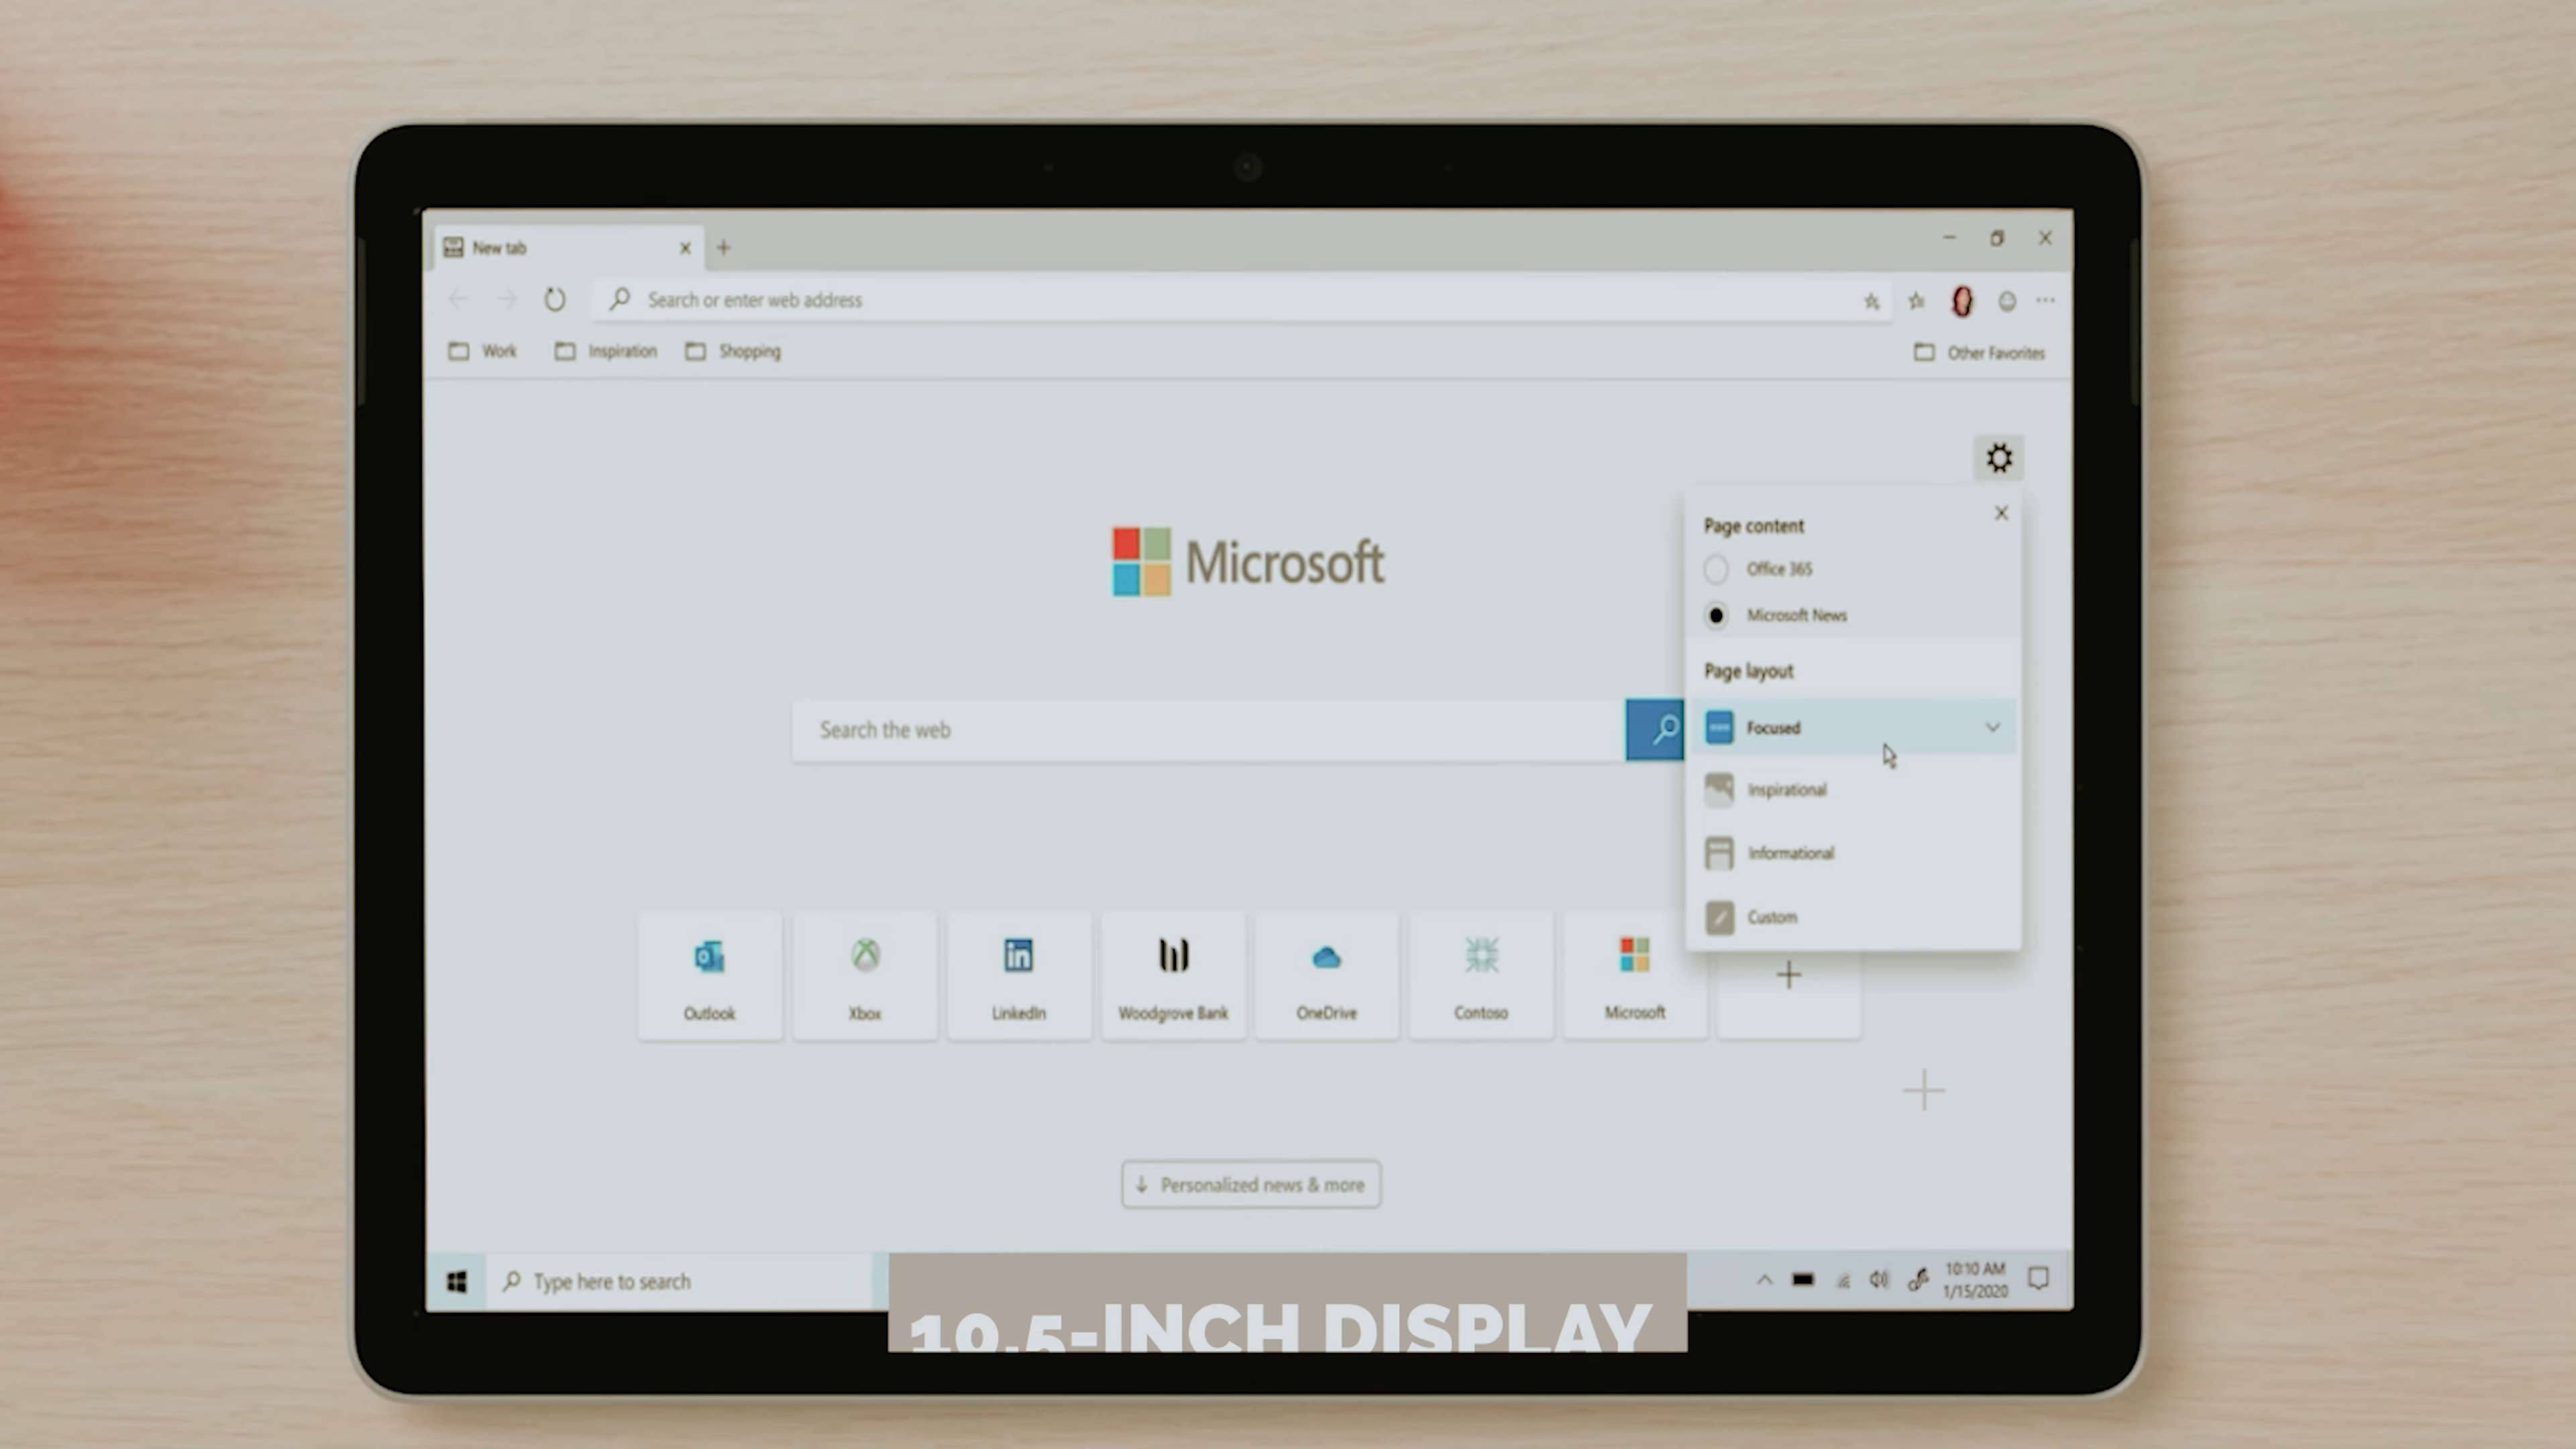 New tab
Search or enter web address
Work Inspiration Shopping Other Favorites
Microsoft
Page content
Office 365
Microsoft News
Page layout
Search the web
Focused
Inspirational
Informational
Custom
Outlook Xbox LinkedIn Woodgrove Bank OneDrive Contoso Microsoft
Personalized news & more
Type here to search
10:10 AM
1/15/2020
10.5-INCH DISPLAY